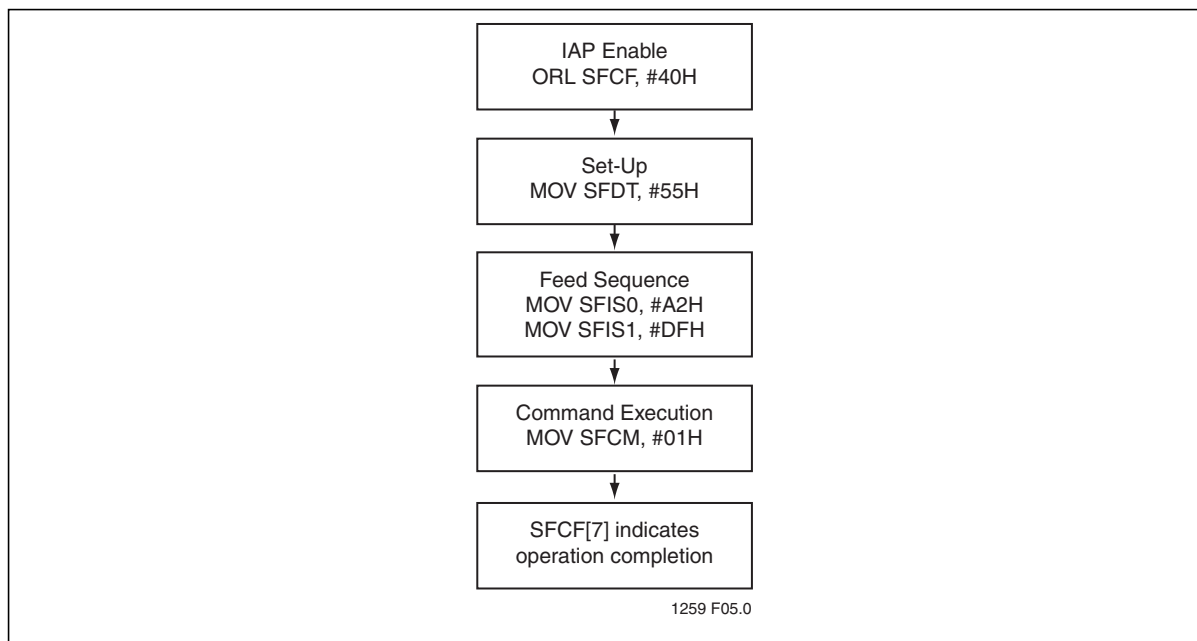 IAP Enable
ORL SFCF, #40H
Set-Up
MOV SFDT, #55H
Feed Sequence
MOV SFIS0, #A2H
MOV SFIS1, #DFH
Command Execution
MOV SFCM, #01H
SFCF[7] indicates
operation completion
1259 F05.0